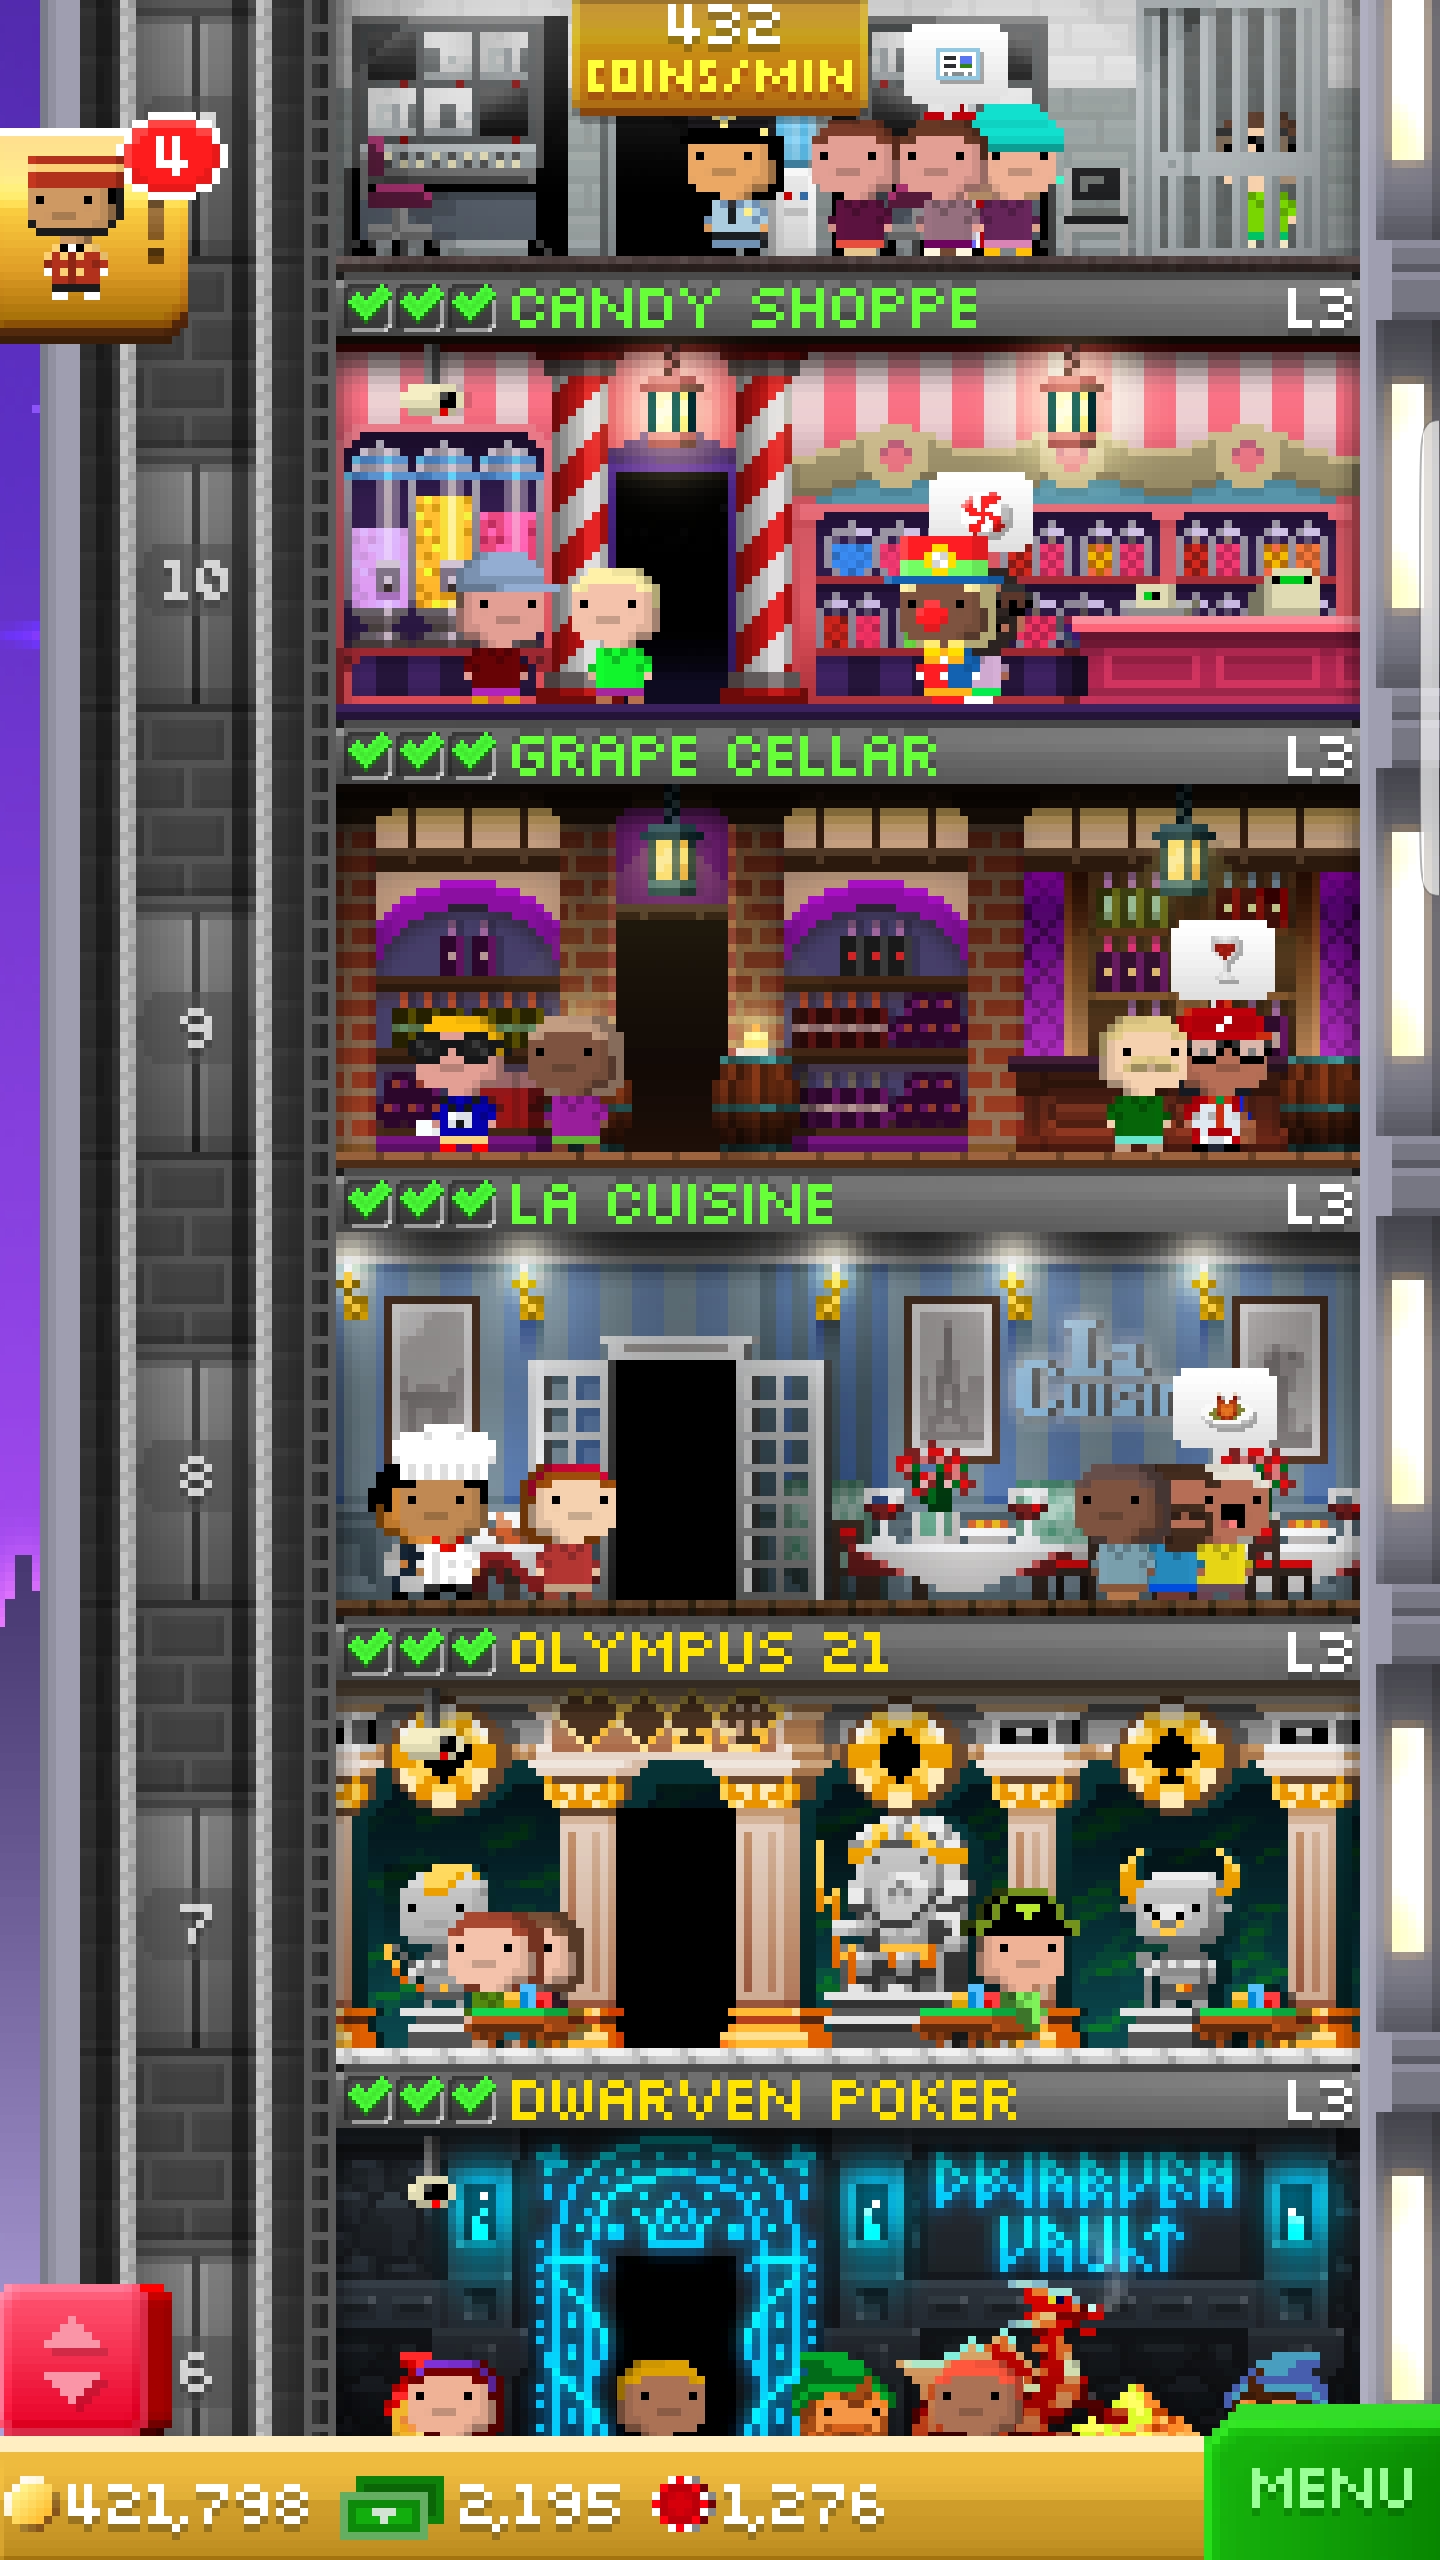 432
COINS/MIN
4
CANDY SHOPPE L3
10
GRAPE CELLAR L3
9
LA CUISINE L3
La
Cuisin
8
OLYMPUS 21 L3
7
DWARVEN POKER L3
DWARVEN
VAULT
6
421,798 2,195 1,276 MENU